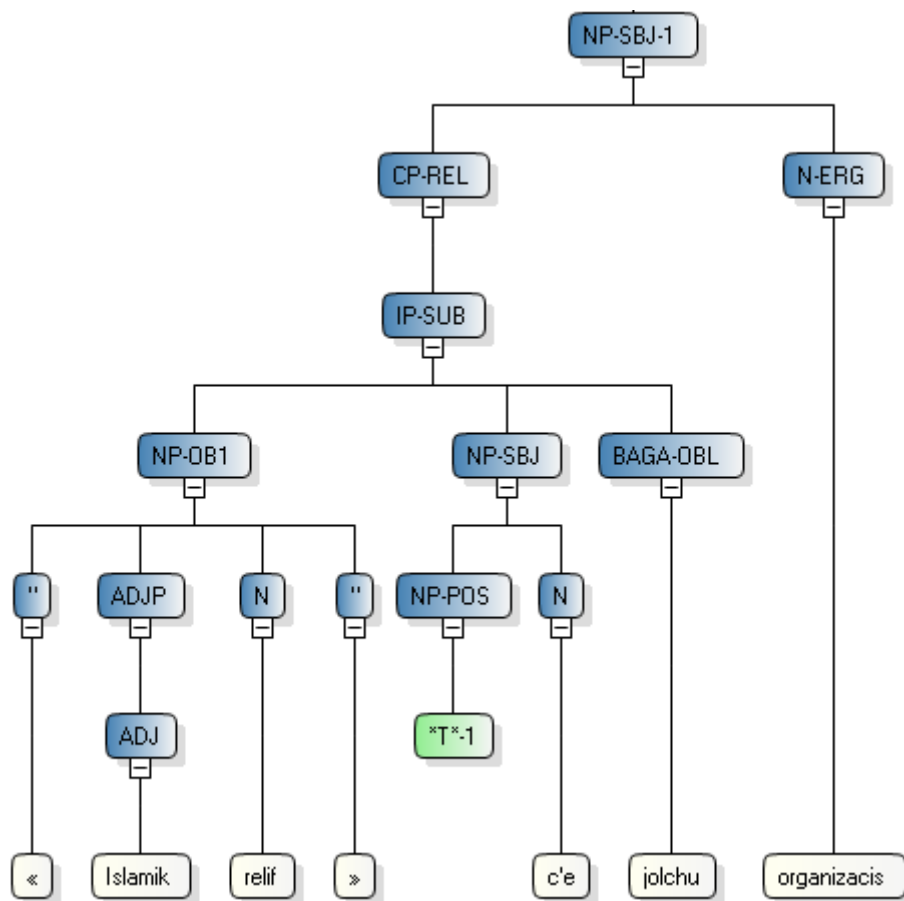 NP-SBJ-1
CP-REL N-ERG
IP-SUB
NP-OB1 NP-SBJ BAGA-OBL
" ADJP N " NP-POS N
ADJ *T*-1
« Islamik relif » c'e jolchu organizacis